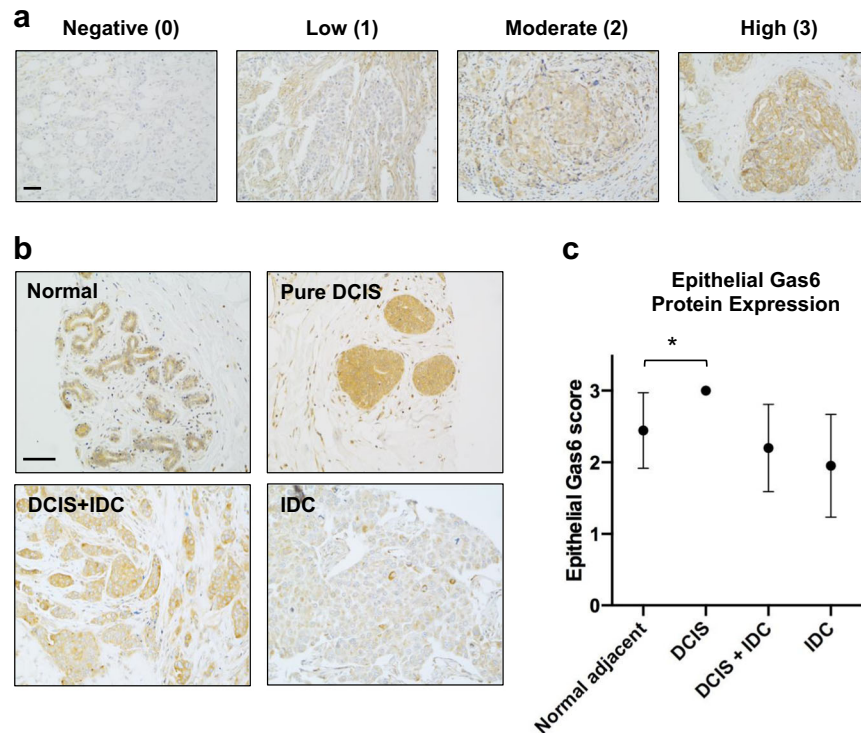 a
Negative (0)
Low (1)
Moderate (2)
High (3)
b
Normal
Pure DCIS
DCIS+IDC
IDC
c
Epithelial Gas6
Protein Expression
*
Epithelial Gas6 score
3
2
1
0
Normal adjacent
DCIS
DCIS + IDC
IDC